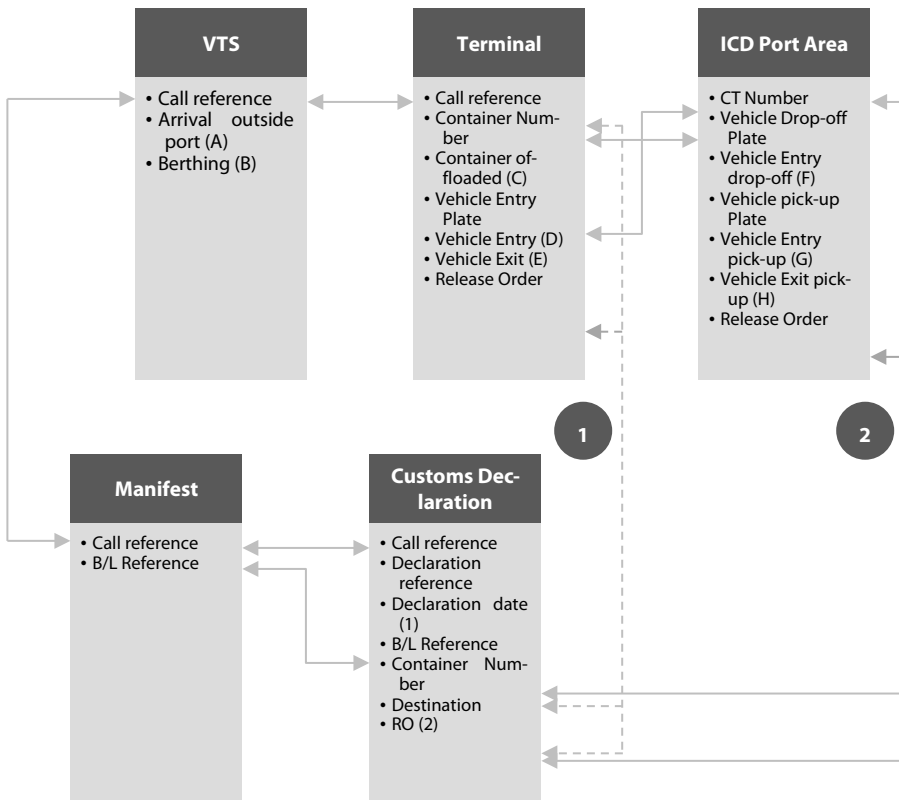 VTS
• Call reference
• Arrival outside
port (A)
• Berthing (B)
Terminal
• Call reference
• Container Num-
ber
• Container of-
floaded (C)
• Vehicle Entry
Plate
• Vehicle Entry (D)
• Vehicle Exit (E)
• Release Order
ICD Port Area
• CT Number
• Vehicle Drop-off
Plate
• Vehicle Entry
drop-off (F)
• Vehicle pick-up
Plate
• Vehicle Entry
pick-up (G)
• Vehicle Exit pick-
up (H)
• Release Order
1
2
Manifest
• Call reference
• B/L Reference
Customs Dec-
laration
• Call reference
• Declaration
reference
• Declaration date
(1)
• B/L Reference
• Container Num-
ber
• Destination
• RO (2)